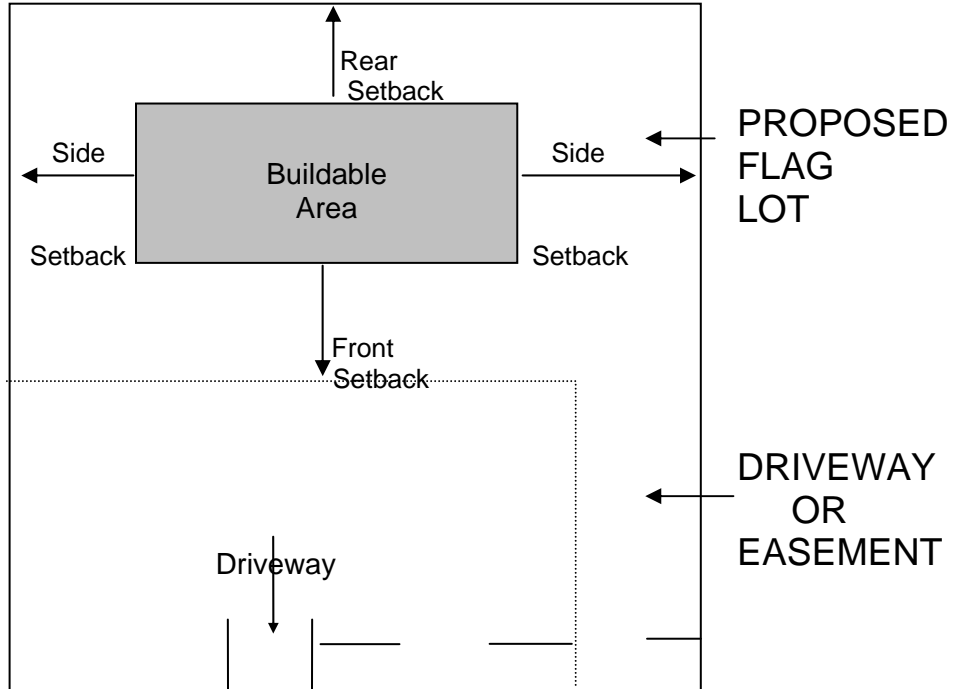 Rear
Setback
PROPOSED
FLAG
LOT
Side
Side
Buildable
Area
Setback
Setback
Front
Setback
DRIVEWAY
OR
EASEMENT
Driveway